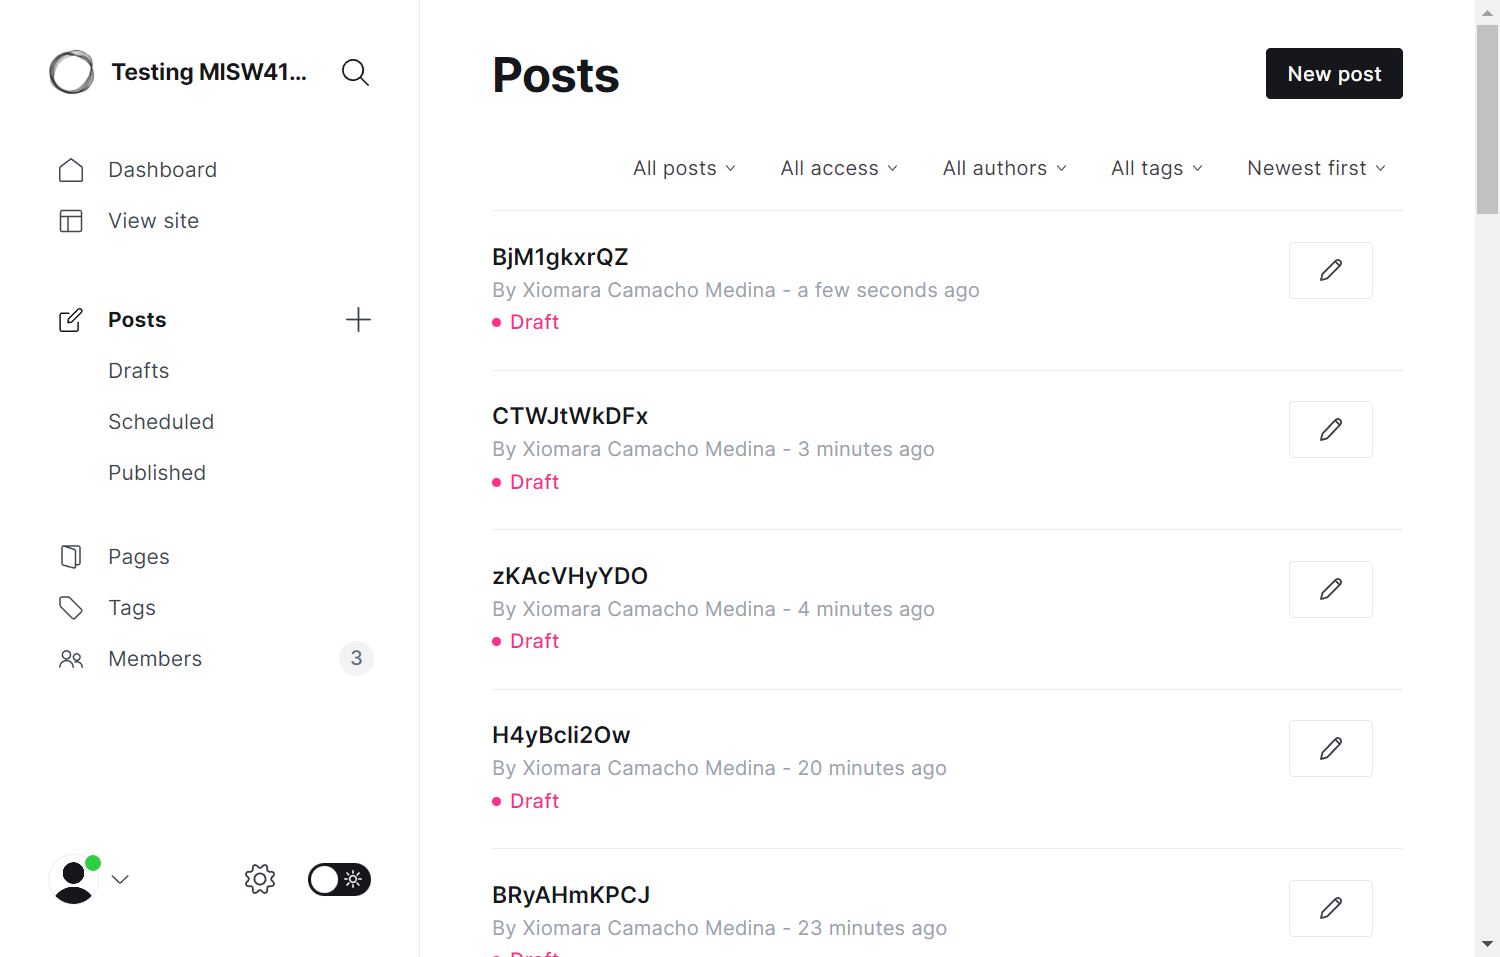 Testing MISW41...
Dashboard
View site
Posts
Drafts
Scheduled
Published
Pages
Tags
Members
3
Posts
New post
All posts
All access
All authors
All tags
Newest first
BjM1gkxrQZ
By Xiomara Camacho Medina - a few seconds ago
Draft
CTWJtWkDFx
By Xiomara Camacho Medina - 3 minutes ago
Draft
zKAcVHyYDO
By Xiomara Camacho Medina - 4 minutes ago
Draft
By Xiomara Camacho Medina - 20 minutes ago
Draft
BRyAHmKPCJ
By Xiomara Camacho Medina - 23 minutes ago
Draft